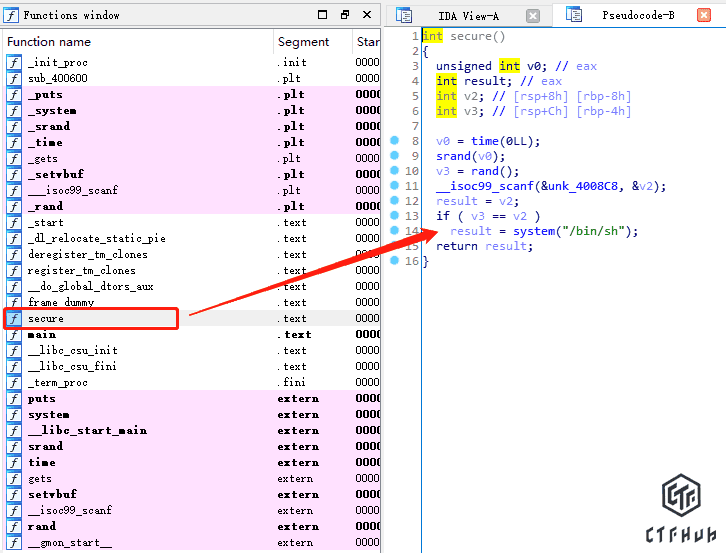 Functions window
Function name Segment Star
_init_proc .init 0000
sub_400600 .plt 0000
_puts .plt 0000
_system .plt 0000
_srand .plt 0000
_time .plt 0000
_gets .plt 0000
_setvbuf .plt 0000
___isoc99_scanf .plt 0000
_rand .plt 0000
_start .text 0000
_dl_relocate_static_pie .text 0000
deregister_tm_clones .text 0000
register_tm_clones .text 0000
__do_global_dtors_aux .text 0000
frame_dummy .text 0000
secure .text 0000
main .text 0000
__libc_csu_init .text 0000
__libc_csu_fini .text 0000
_term_proc .fini 0000
puts extern 0000
system extern 0000
__libc_start_main extern 0000
srand extern 0000
time extern 0000
gets extern 0000
setvbuf extern 0000
__isoc99_scanf extern 0000
rand extern 0000
__gmon_start__ extern 0000
IDA View-A Pseudocode-B
1 int secure()
2 {
3 unsigned int v0; // eax
4 int result; // eax
5 int v2; // [rsp+8h] [rbp-8h]
6 int v3; // [rsp+Ch] [rbp-4h]
7
8 v0 = time(0LL);
9 srand(v0);
10 v3 = rand();
11 __isoc99_scanf(&unk_4008C8, &v2);
12 result = v2;
13 if ( v3 == v2 )
14 result = system("/bin/sh");
15 return result;
16 }
CTFHub